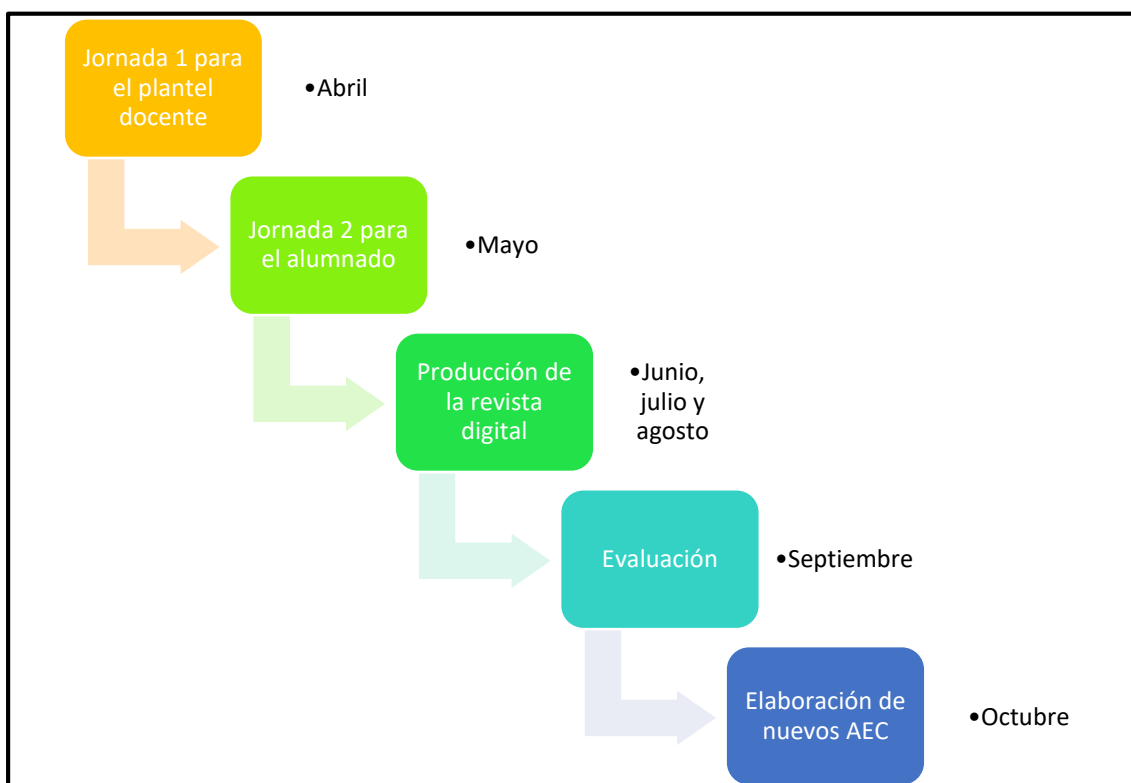 Jornada 1 para
el plantel
docente
•Abril
Jornada 2 para
el alumnado
•Mayo
Producción de
la revista
digital
•Junio,
julio y
agosto
Evaluación
•Septiembre
Elaboración de
nuevos AEC
•Octubre